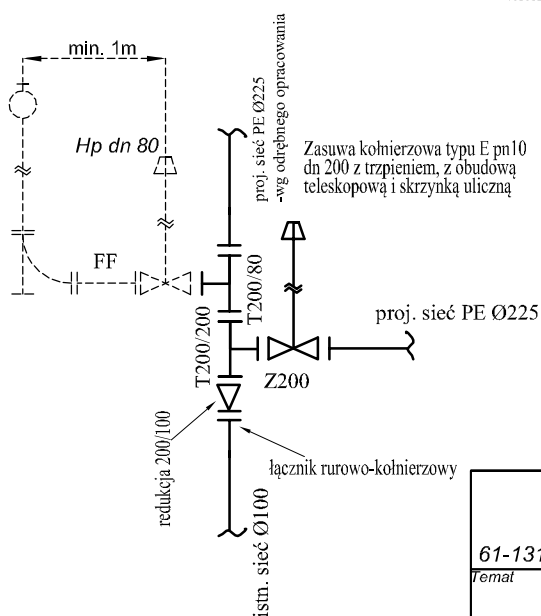 min. 1m
Hp dn 80
proj. sieć PE Ø225
-wg odrębnego opracowania
Zasuwa kołnierzowa typu E pn10
dn 200 z trzpieniem, z obudową
teleskopową i skrzynką uliczną
FF
T200/80
T200/200
proj. sieć PE Ø225
Z200
redukcja 200/100
łącznik rurowo-kołnierzowy
istn. sieć Ø100
61-131
Temat